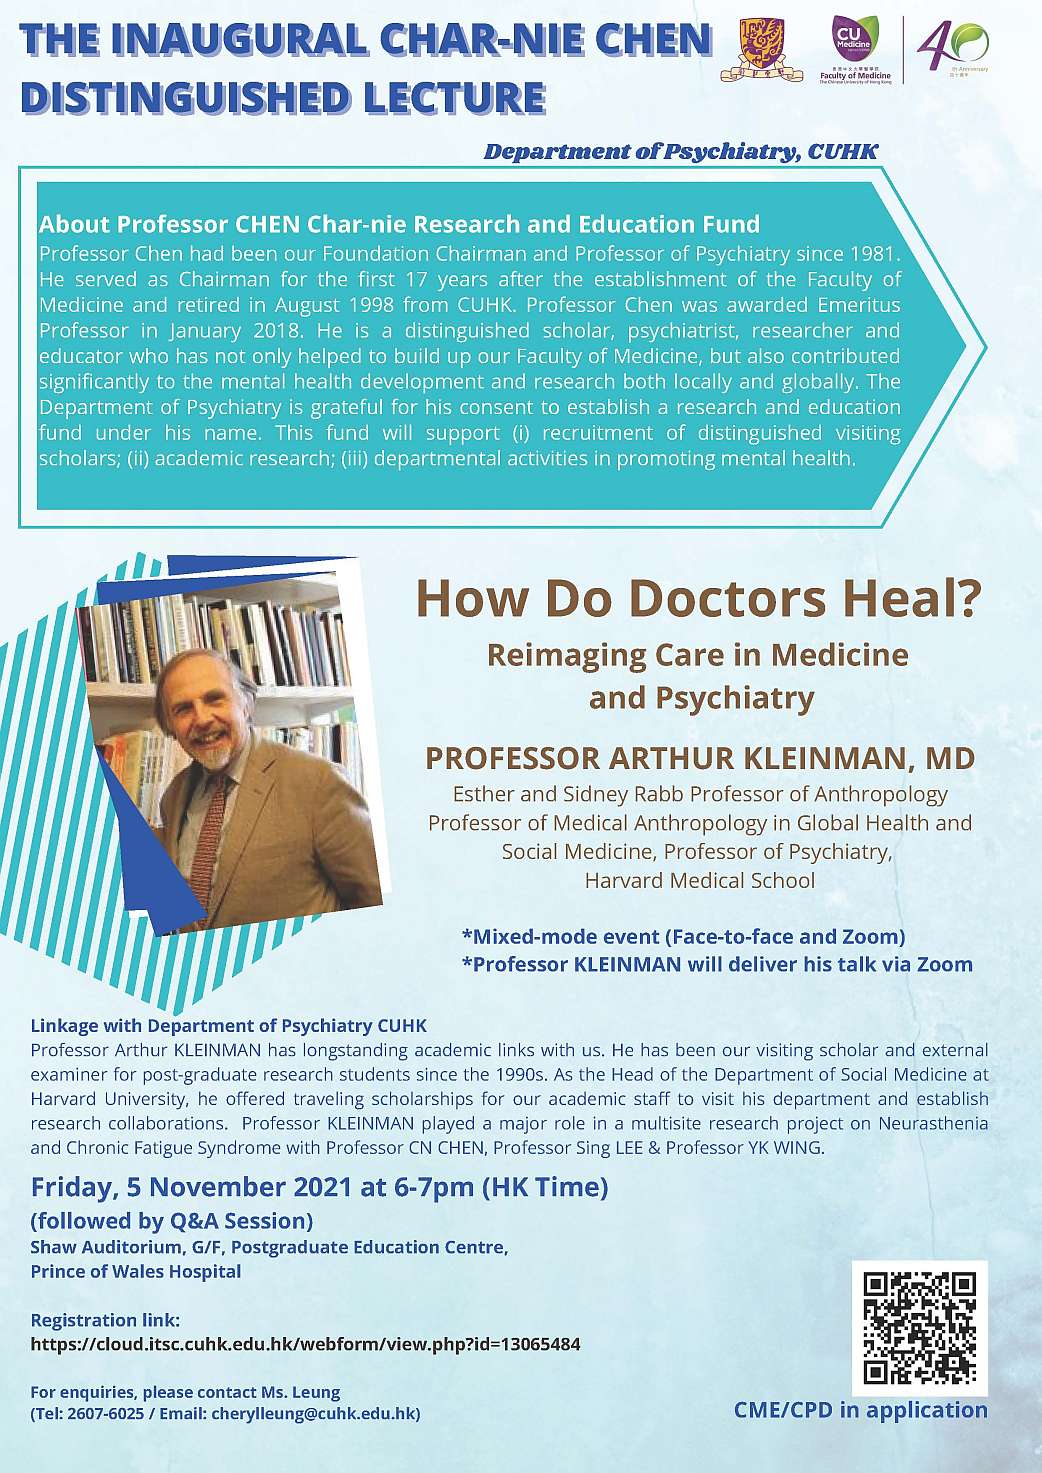 THE INAUGURAL CHAR-NIE CHEN
DISTINGUISHED LECTURE
CU
Medicine
Faculty of Medicine
The Chinese University of Hong Kong
40
th Anniversary
Department of Psychiatry, CUHK
About Professor CHEN Char-nie Research and Education Fund
Professor Chen had been our Foundation Chairman and Professor of Psychiatry since 1981.
He served as Chairman for the first 17 years after the establishment of the Faculty of
Medicine and retired in August 1998 from CUHK. Professor Chen was awarded Emeritus
Professor in January 2018. He is a distinguished scholar, psychiatrist, researcher and
educator who has not only helped to build up our Faculty of Medicine, but also contributed
significantly to the mental health development and research both locally and globally. The
Department of Psychiatry is grateful for his consent to establish a research and education
fund under his name. This fund will support (i) recruitment of distinguished visiting
scholars; (ii) academic research; (iii) departmental activities in promoting mental health.
How Do Doctors Heal?
Reimaging Care in Medicine
and Psychiatry
PROFESSOR ARTHUR KLEINMAN, MD
Esther and Sidney Rabb Professor of Anthropology
Professor of Medical Anthropology in Global Health and
Social Medicine, Professor of Psychiatry,
Harvard Medical School
*Mixed-mode event (Face-to-face and Zoom)
*Professor KLEINMAN will deliver his talk via Zoom
Linkage with Department of Psychiatry CUHK
Professor Arthur KLEINMAN has longstanding academic links with us. He has been our visiting scholar and external
examiner for post-graduate research students since the 1990s. As the Head of the Department of Social Medicine at
Harvard University, he offered traveling scholarships for our academic staff to visit his department and establish
research collaborations. Professor KLEINMAN played a major role in a multisite research project on Neurasthenia
and Chronic Fatigue Syndrome with Professor CN CHEN, Professor Sing LEE & Professor YK WING.
Friday, 5 November 2021 at 6-7pm (HK Time)
(followed by Q&A Session)
Shaw Auditorium, G/F, Postgraduate Education Centre,
Prince of Wales Hospital
Registration link:
https://cloud.itsc.cuhk.edu.hk/webform/view.php?id=13065484
For enquiries, please contact Ms. Leung
(Tel: 2607-6025 / Email: cherylleung@cuhk.edu.hk)
CME/CPD in application